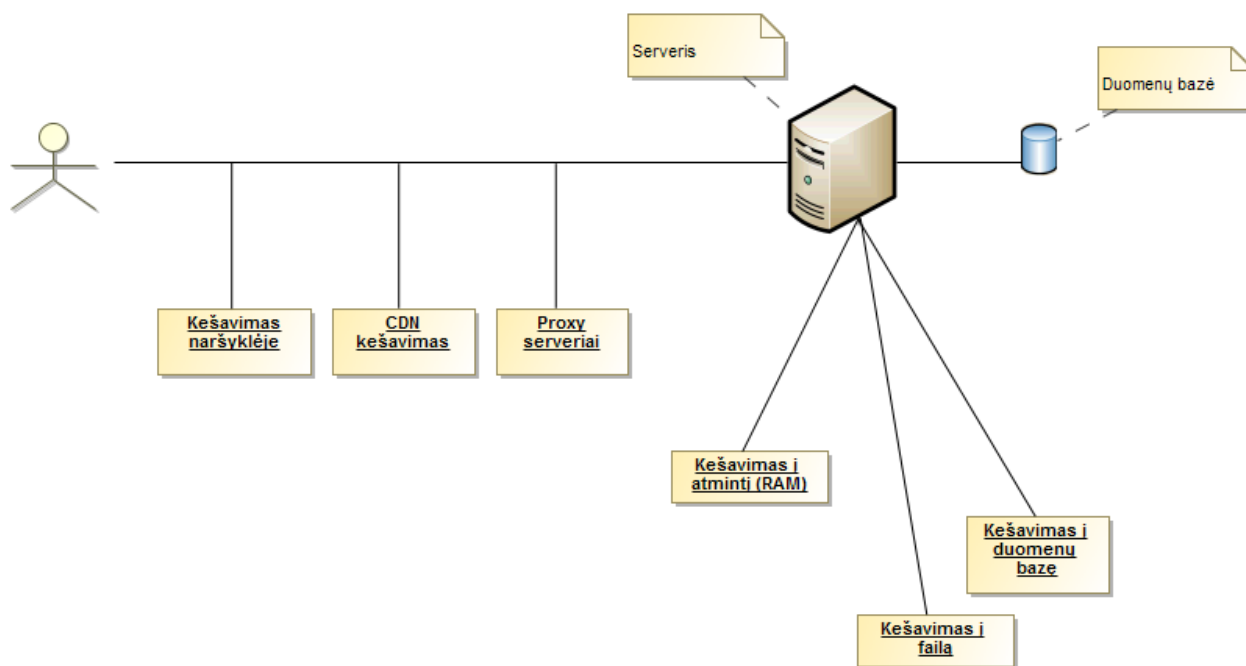 Serveris
Duomenų bazė
Kešavimas
naršyklėje
CDN
kešavimas
Proxy
serveriai
Kešavimas į
atmintį (RAM)
Kešavimas į
duomenų
bazę
Kešavimas į
failą